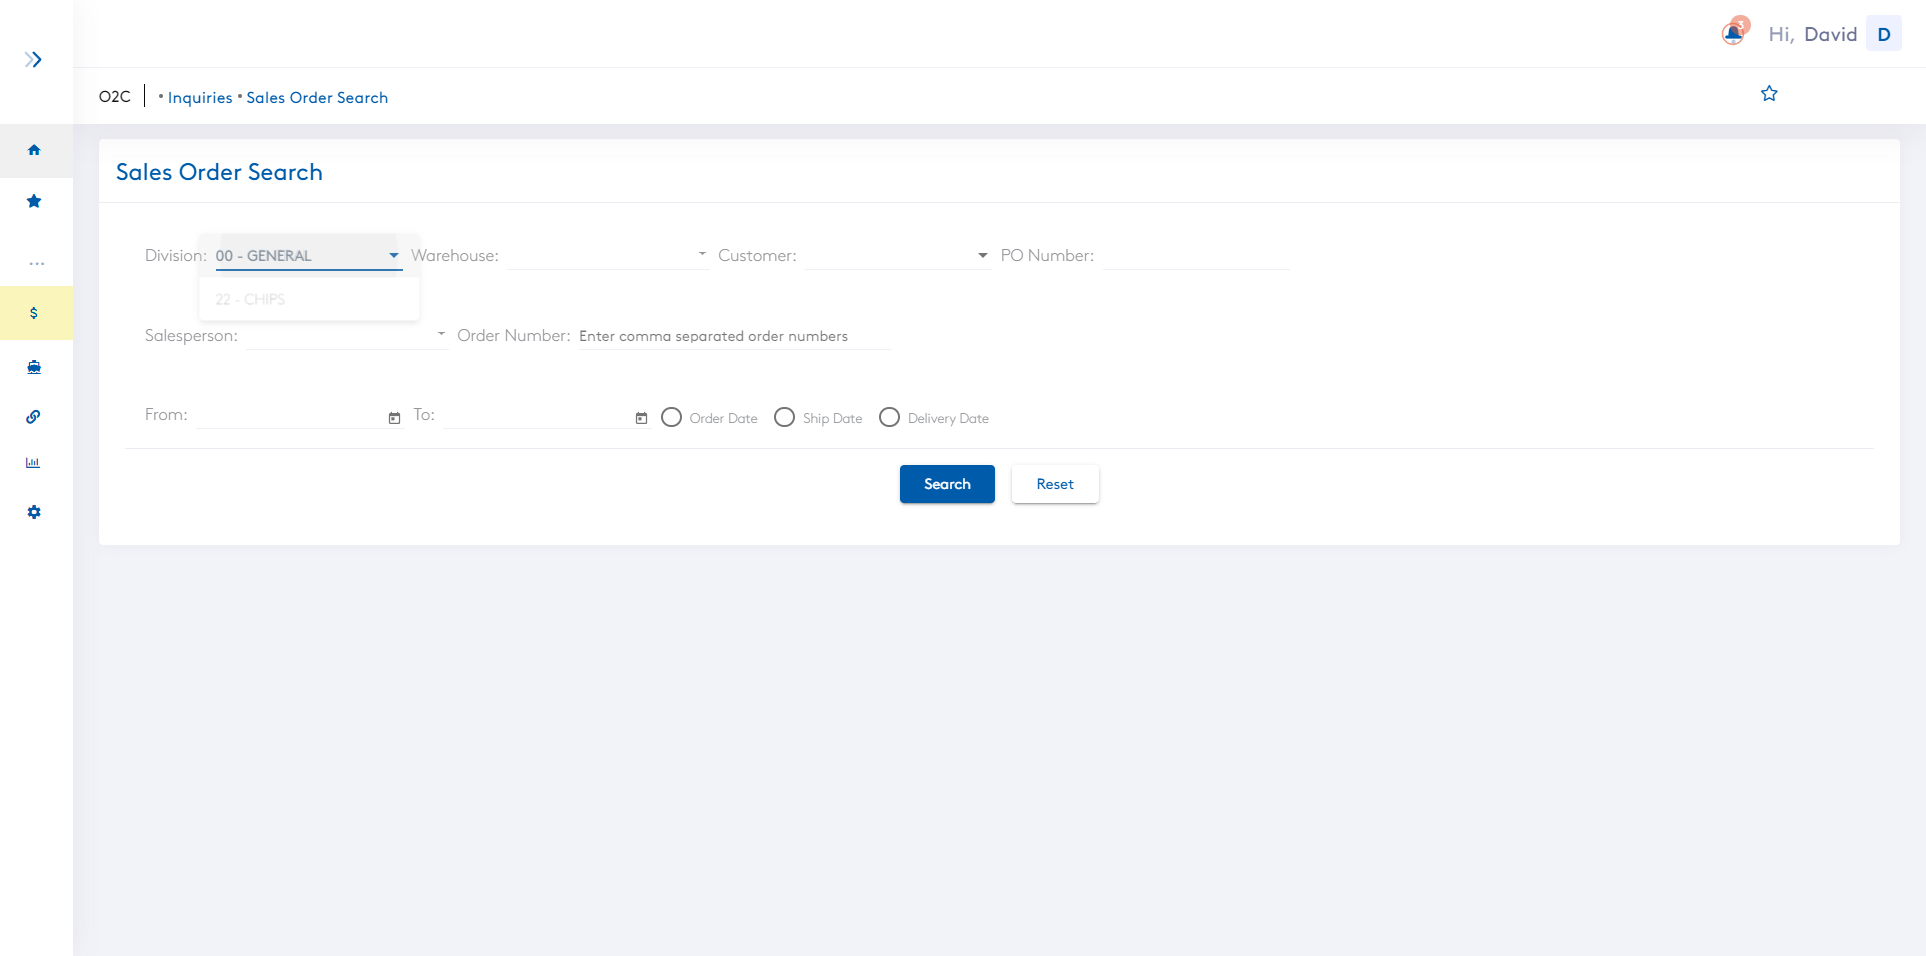 3
Hi, David D
O2C
• Inquiries • Sales Order Search
Sales Order Search
Division: 00 - GENERAL Warehouse: Customer: PO Number:
22 - CHIPS
Salesperson: Order Number: Enter comma separated order numbers
From: To: Order Date Ship Date Delivery Date
Search Reset